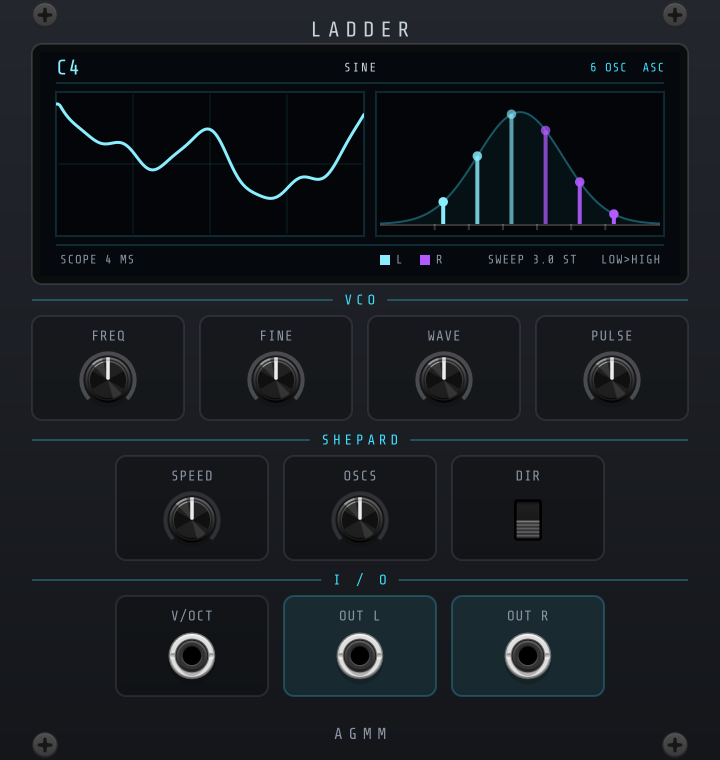 LADDER
C4 SINE 6 OSC ASC
SCOPE 4 MS L R SWEEP 3.0 ST LOW>HIGH
VCO
FREQ FINE WAVE PULSE
SHEPARD
SPEED OSCS DIR
I / O
V/OCT OUT L OUT R
AGMM